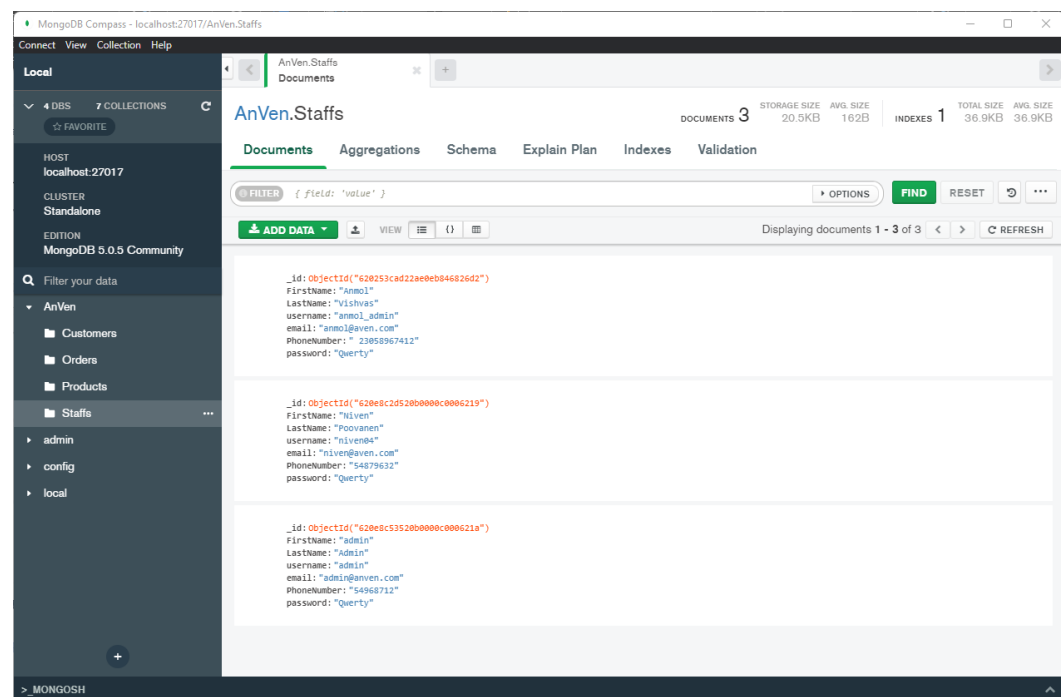 MongoDB Compass - localhost:27017/AnVen.Staffs
Connect View Collection Help
Local
4 DBS 7 COLLECTIONS
☆ FAVORITE
HOST
localhost:27017
CLUSTER
Standalone
EDITION
MongoDB 5.0.5 Community
Filter your data
AnVen
Customers
Orders
Products
Staffs
admin
config
local
+
>_MONGOSH
AnVen.Staffs
Documents
+
AnVen.Staffs
DOCUMENTS 3 STORAGE SIZE 20.5KB AVG. SIZE 162B INDEXES 1 TOTAL SIZE 36.9KB AVG. SIZE 36.9KB
Documents Aggregations Schema Explain Plan Indexes Validation
FILTER { field: 'value' } OPTIONS FIND RESET ...
ADD DATA VIEW {} Displaying documents 1 - 3 of 3 < > REFRESH
_id: ObjectId("620253cad22ae0eb846826d2")
FirstName: "Anmol"
LastName: "Vishvas"
username: "anmol_admin"
email: "anmol@aven.com"
PhoneNumber: " 23058967412"
password: "Qwerty"
_id: ObjectId("620e8c2d520b0000c0006219")
FirstName: "Niven"
LastName: "Poovanen"
username: "niven04"
email: "niven@aven.com"
PhoneNumber: "54879632"
password: "Qwerty"
_id: ObjectId("620e8c53520b0000c000621a")
FirstName: "admin"
LastName: "Admin"
username: "admin"
email: "admin@anven.com"
PhoneNumber: "54968712"
password: "Qwerty"